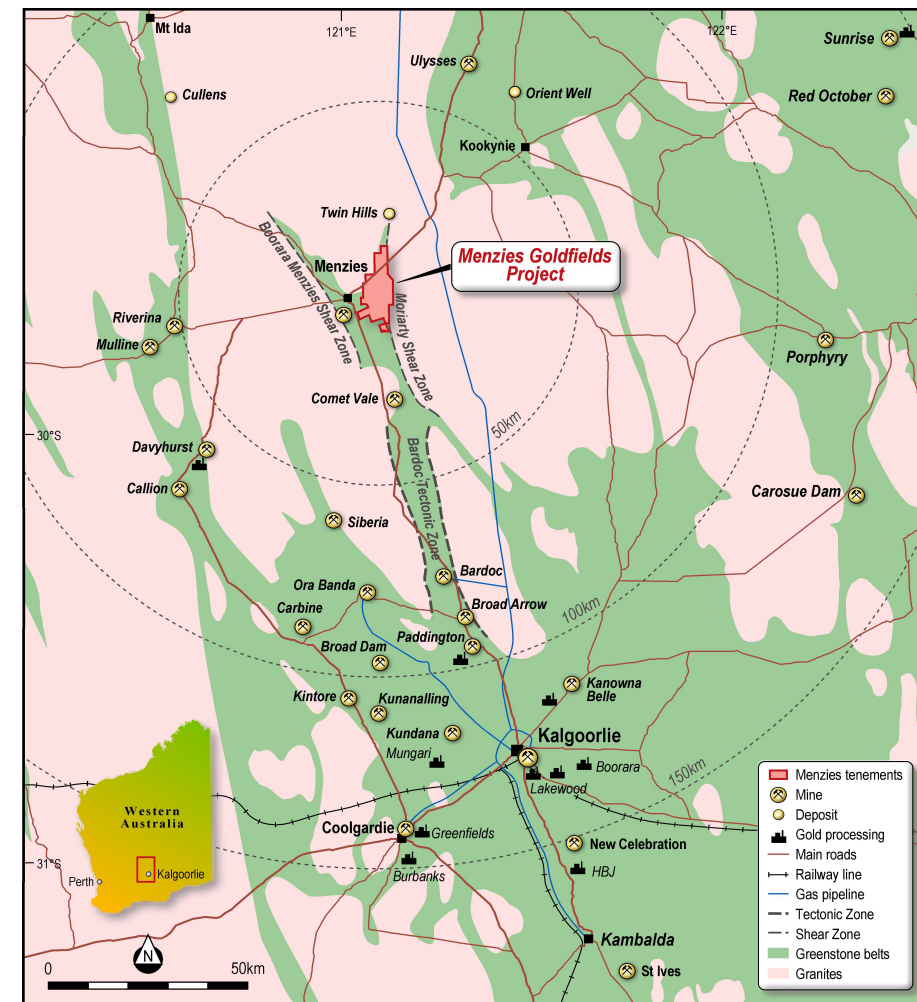 121°E
122°E
Mt Ida
Sunrise
Ulysses
Cullens
Orient Well
Red October
Kookynie
Twin Hills
Boorara Menzies Shear Zone
Menzies
Menzies Goldfields
Project
Moriarty Shear Zone
Riverina
Mulline
Porphyry
Comet Vale
50km
30°S
Davyhurst
Bardoc Tectonic Zone
Callion
Carosue Dam
Siberia
Bardoc
Ora Banda
Carbine
Broad Arrow
100km
Paddington
Broad Dam
Kanowna
Belle
Kintore
Kunanalling
Kundana
Kalgoorlie
Mungari
Boorara
150km
Lakewood
Coolgardie
Greenfields
New Celebration
31°S
Burbanks
HBJ
Kambalda
St Ives
Western
Australia
Perth
Kalgoorlie
N
0
50km
Menzies tenements
Mine
Deposit
Gold processing
Main roads
Railway line
Gas pipeline
Tectonic Zone
Shear Zone
Greenstone belts
Granites